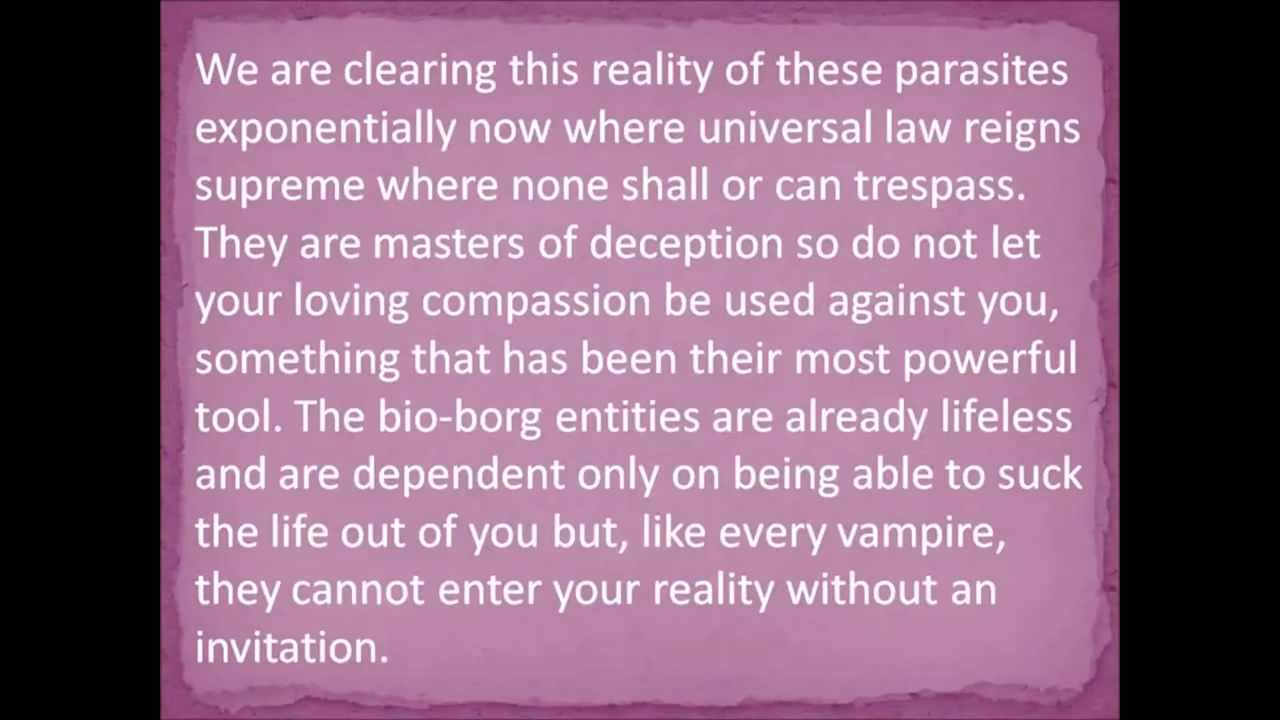 We are clearing this reality of these parasites
exponentially now where universal law reigns
supreme where none shall or can trespass.
They are masters of deception so do not let
your loving compassion be used against you,
something that has been their most powerful
tool. The bio-borg entities are already lifeless
and are dependent only on being able to suck
the life out of you but, like every vampire,
they cannot enter your reality without an
invitation.